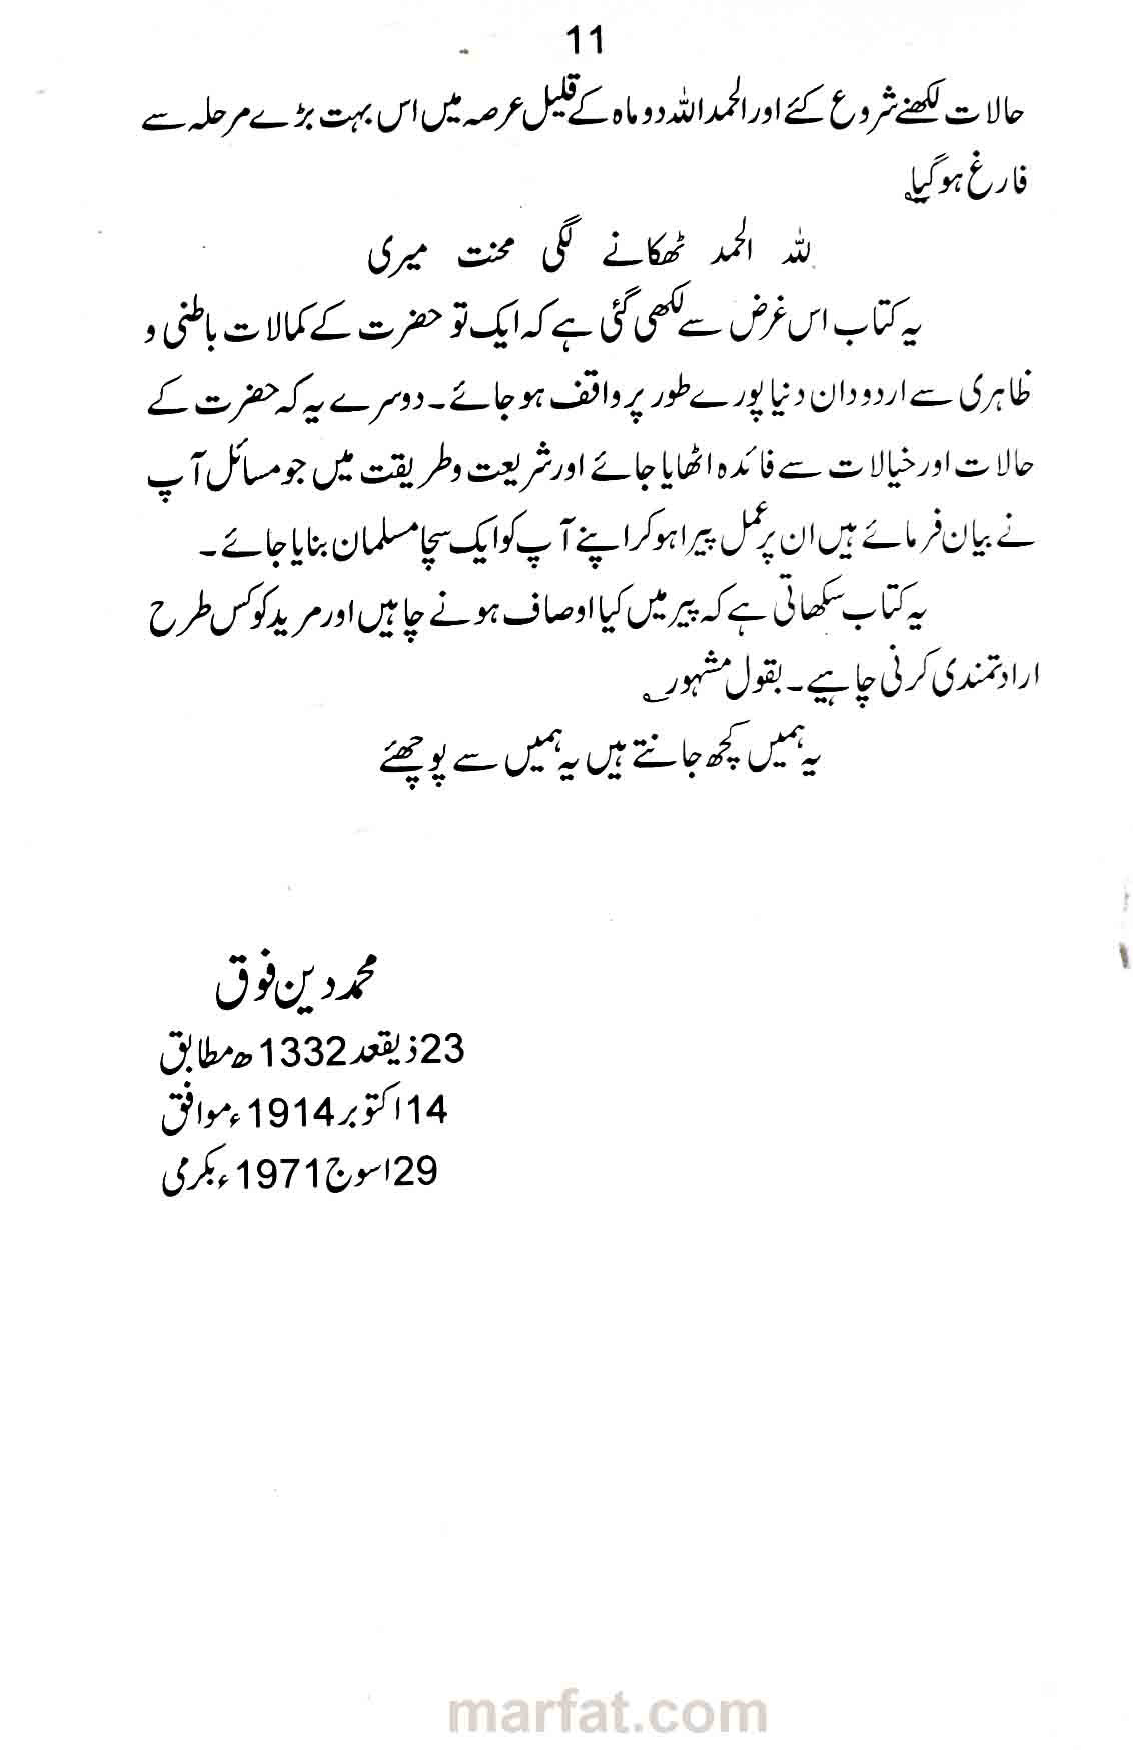 11
حالات لکھنے شروع کئے اور الحمد اللہ دو ماہ کے قلیل عرصہ میں اس بہت بڑے مرحلہ سے
فارغ ہو گیا؂
للہ الحمد ٹھکانے لگی محنت میری
یہ کتاب اس غرض سے لکھی گئی ہے کہ ایک تو حضرت کے کمالات باطنی و
ظاہری سے اردو دان دنیا پورے طور پر واقف ہو جائے۔ دوسرے یہ کہ حضرت کے
حالات اور خیالات سے فائدہ اٹھایا جائے اور شریعت و طریقت میں جو مسائل آپ
نے بیان فرمائے ہیں ان پر عمل پیرا ہو کر اپنے آپ کو ایک سچا مسلمان بنایا جائے۔
یہ کتاب سکھاتی ہے کہ پیر میں کیا اوصاف ہونے چاہیں اور مرید کو کس طرح
ارادتمندی کرنی چاہیے۔ بقول مشہور؂
یہ ہمیں کچھ جانتے ہیں یہ ہمیں سے پوچھئے
محمد دین فوق
23 ذیقعد 1332ھ مطابق
14 اکتوبر 1914ء موافق
29 اسوج 1971ء بکرمی
marfat.com